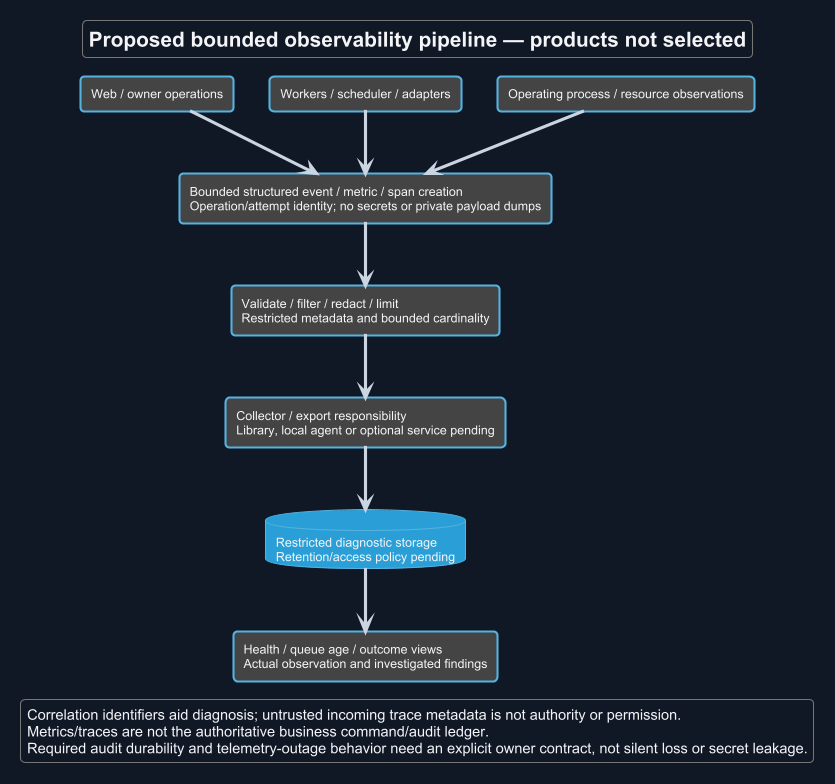 Proposed bounded observability pipeline — products not selected
Web / owner operations
Workers / scheduler / adapters
Operating process / resource observations
Bounded structured event / metric / span creation
Operation/attempt identity; no secrets or private payload dumps
Validate / filter / redact / limit
Restricted metadata and bounded cardinality
Collector / export responsibility
Library, local agent or optional service pending
Restricted diagnostic storage
Retention/access policy pending
Health / queue age / outcome views
Actual observation and investigated findings
Correlation identifiers aid diagnosis; untrusted incoming trace metadata is not authority or permission.
Metrics/traces are not the authoritative business command/audit ledger.
Required audit durability and telemetry-outage behavior need an explicit owner contract, not silent loss or secret leakage.